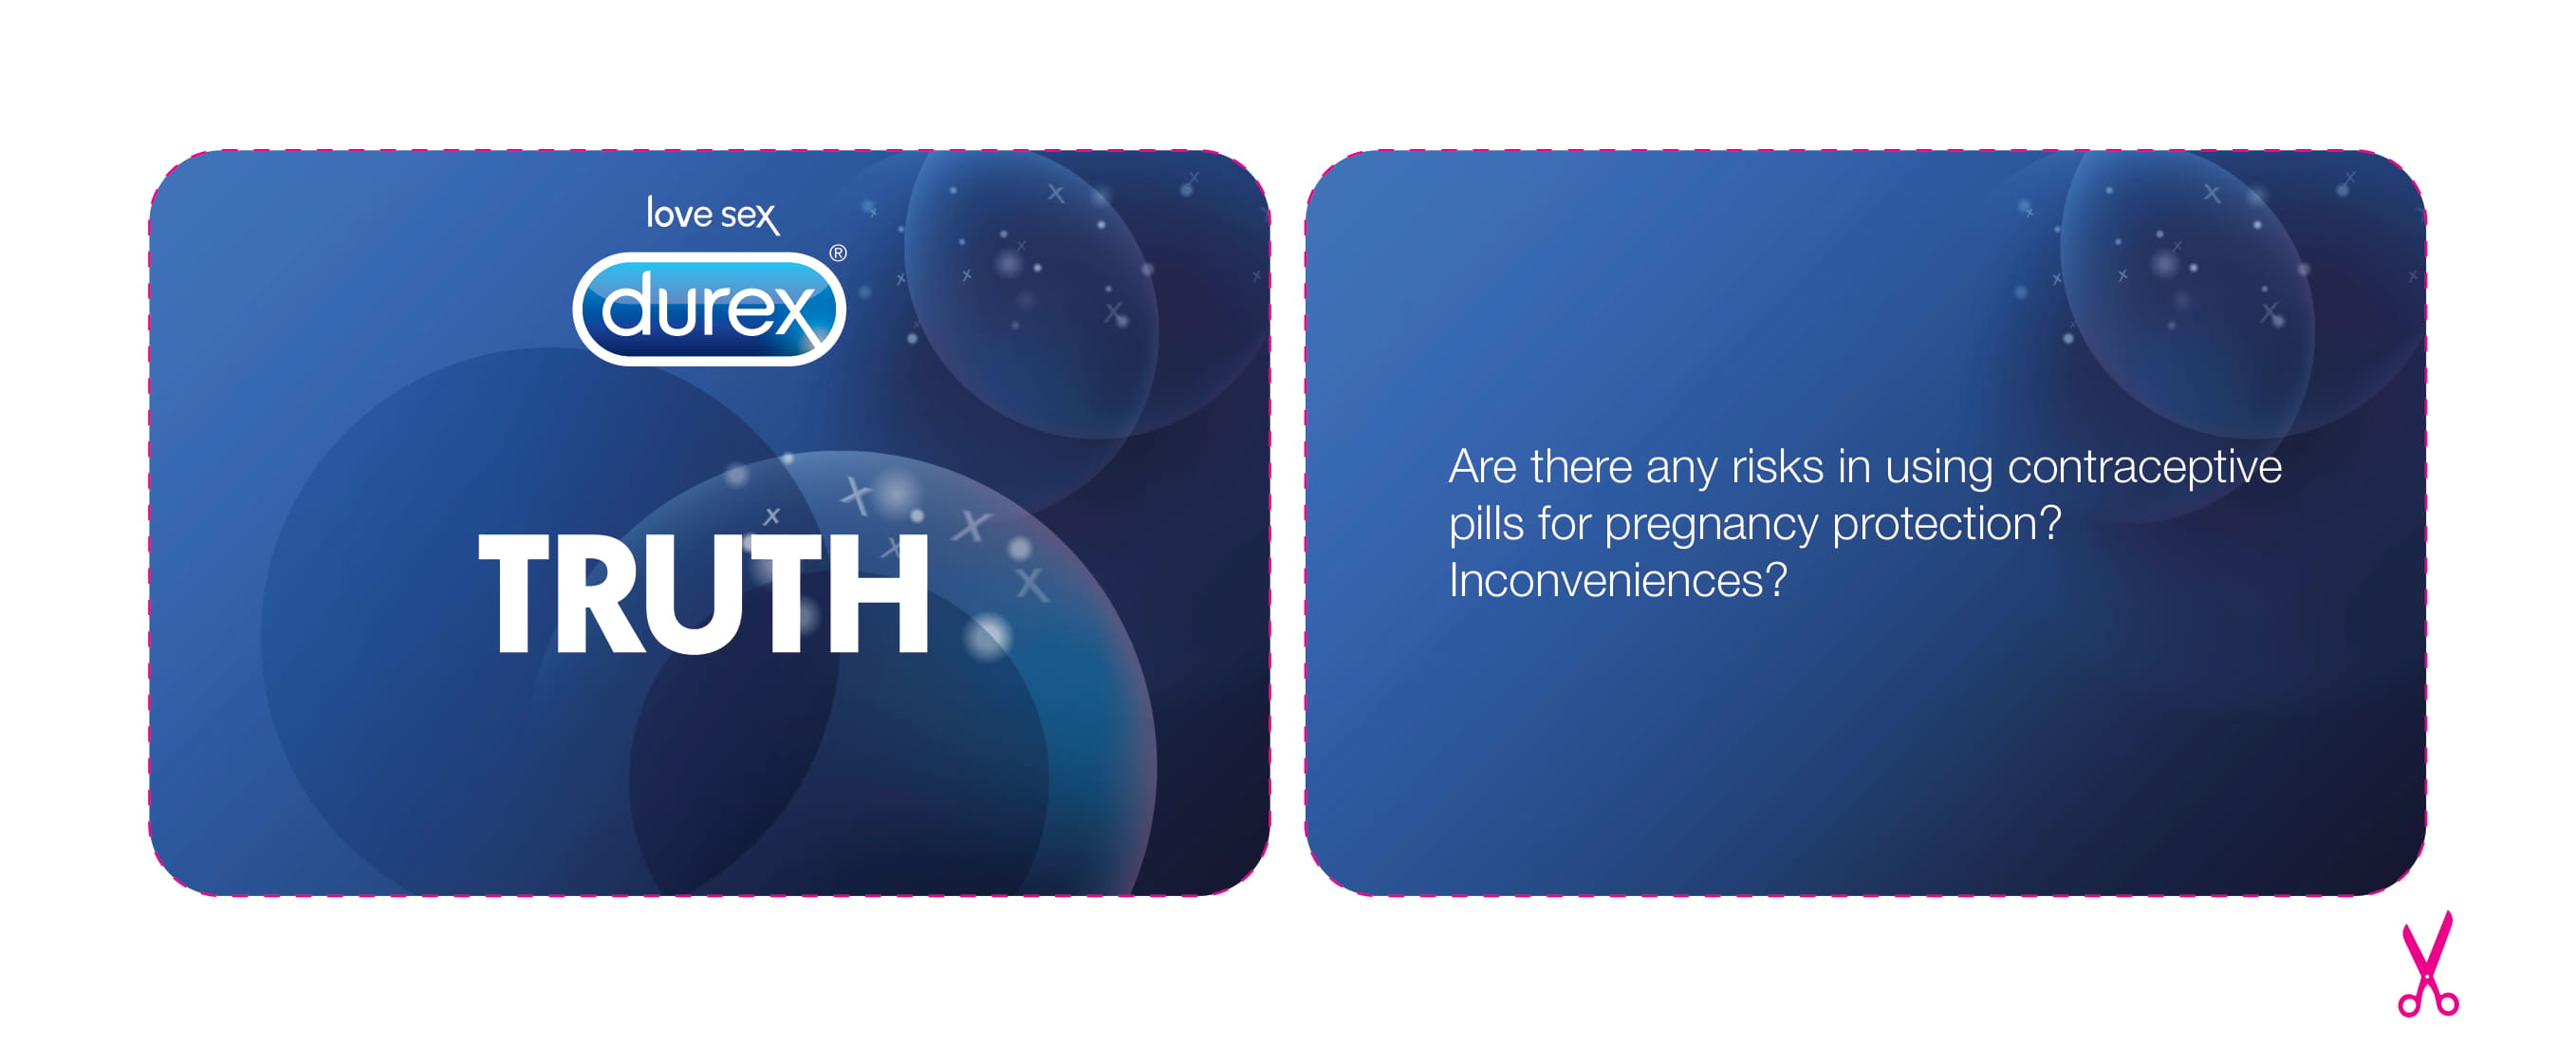 love sex
durex®
TRUTH
Are there any risks in using contraceptive
pills for pregnancy protection?
Inconveniences?